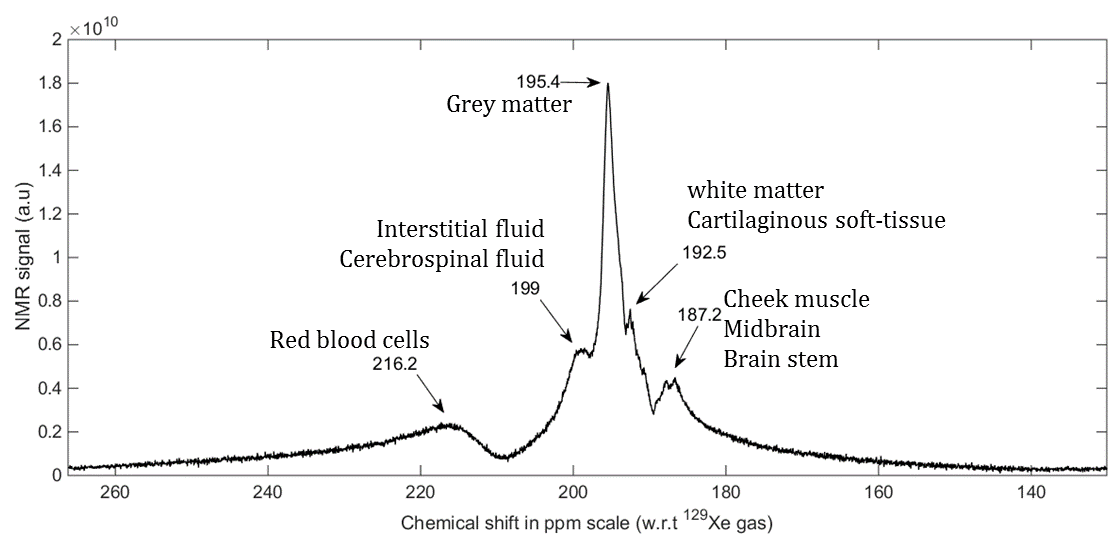 ×10^10
2
1.8
1.6
1.4
1.2
1
0.8
0.6
0.4
0.2
0
NMR signal (a.u)
195.4
Grey matter
white matter
Cartilaginous soft-tissue
192.5
Interstitial fluid
Cerebrospinal fluid
199
Cheek muscle
187.2
Midbrain
Brain stem
Red blood cells
216.2
260 240 220 200 180 160 140
Chemical shift in ppm scale (w.r.t ^129Xe gas)